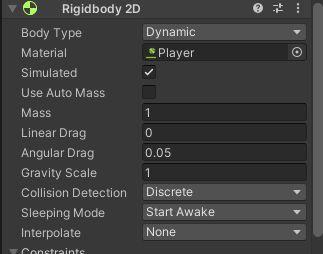 Rigidbody 2D
Body Type Dynamic
Material Player
Simulated
Use Auto Mass
Mass 1
Linear Drag 0
Angular Drag 0.05
Gravity Scale 1
Collision Detection Discrete
Sleeping Mode Start Awake
Interpolate None
Constraints